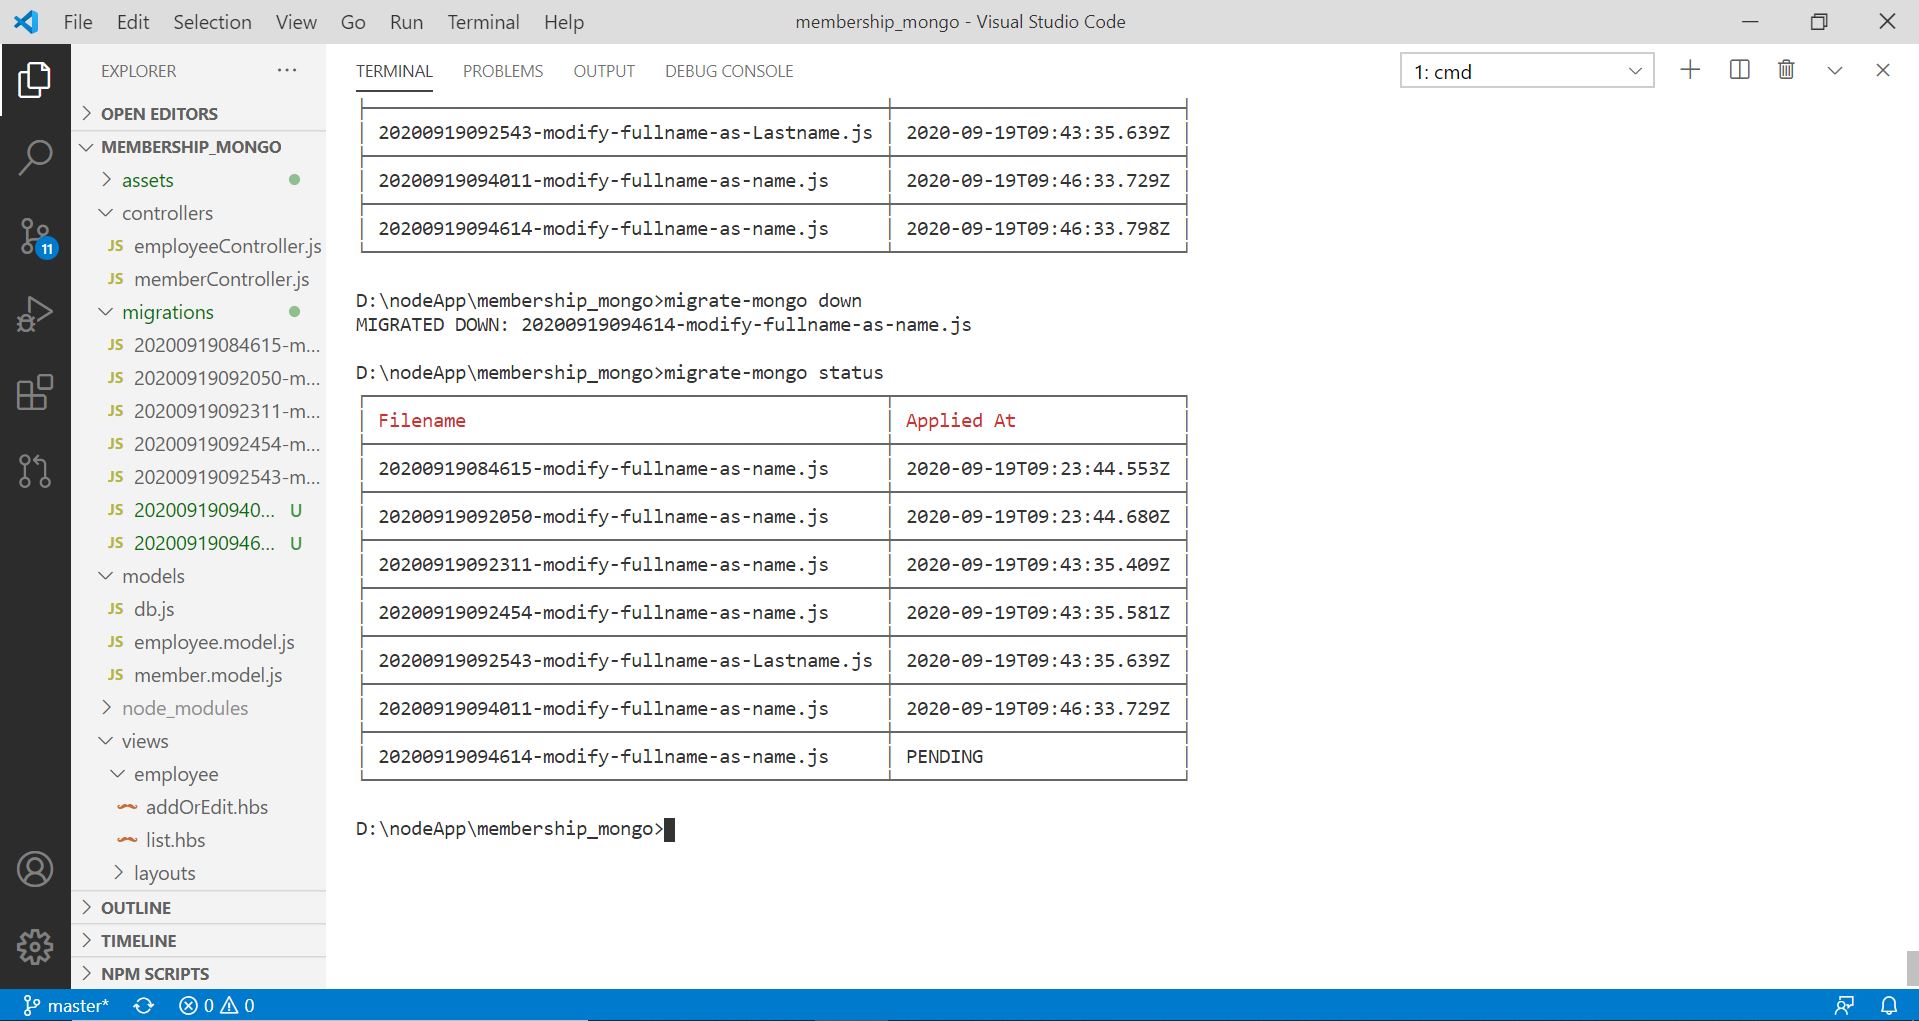 File Edit Selection View Go Run Terminal Help membership_mongo - Visual Studio Code
EXPLORER ···
OPEN EDITORS
MEMBERSHIP_MONGO
assets
controllers
JS employeeController.js
JS memberController.js
migrations
JS 20200919084615-m...
JS 20200919092050-m...
JS 20200919092311-m...
JS 20200919092454-m...
JS 20200919092543-m...
JS 202009190940... U
JS 202009190946... U
models
JS db.js
JS employee.model.js
JS member.model.js
node_modules
views
employee
addOrEdit.hbs
list.hbs
layouts
OUTLINE
TIMELINE
NPM SCRIPTS
11
TERMINAL PROBLEMS OUTPUT DEBUG CONSOLE 1: cmd
20200919092543-modify-fullname-as-Lastname.js 2020-09-19T09:43:35.639Z
20200919094011-modify-fullname-as-name.js 2020-09-19T09:46:33.729Z
20200919094614-modify-fullname-as-name.js 2020-09-19T09:46:33.798Z
D:\nodeApp\membership_mongo>migrate-mongo down
MIGRATED DOWN: 20200919094614-modify-fullname-as-name.js
D:\nodeApp\membership_mongo>migrate-mongo status
Filename Applied At
20200919084615-modify-fullname-as-name.js 2020-09-19T09:23:44.553Z
20200919092050-modify-fullname-as-name.js 2020-09-19T09:23:44.680Z
20200919092311-modify-fullname-as-name.js 2020-09-19T09:43:35.409Z
20200919092454-modify-fullname-as-name.js 2020-09-19T09:43:35.581Z
20200919092543-modify-fullname-as-Lastname.js 2020-09-19T09:43:35.639Z
20200919094011-modify-fullname-as-name.js 2020-09-19T09:46:33.729Z
20200919094614-modify-fullname-as-name.js PENDING
D:\nodeApp\membership_mongo>
master* 0 0